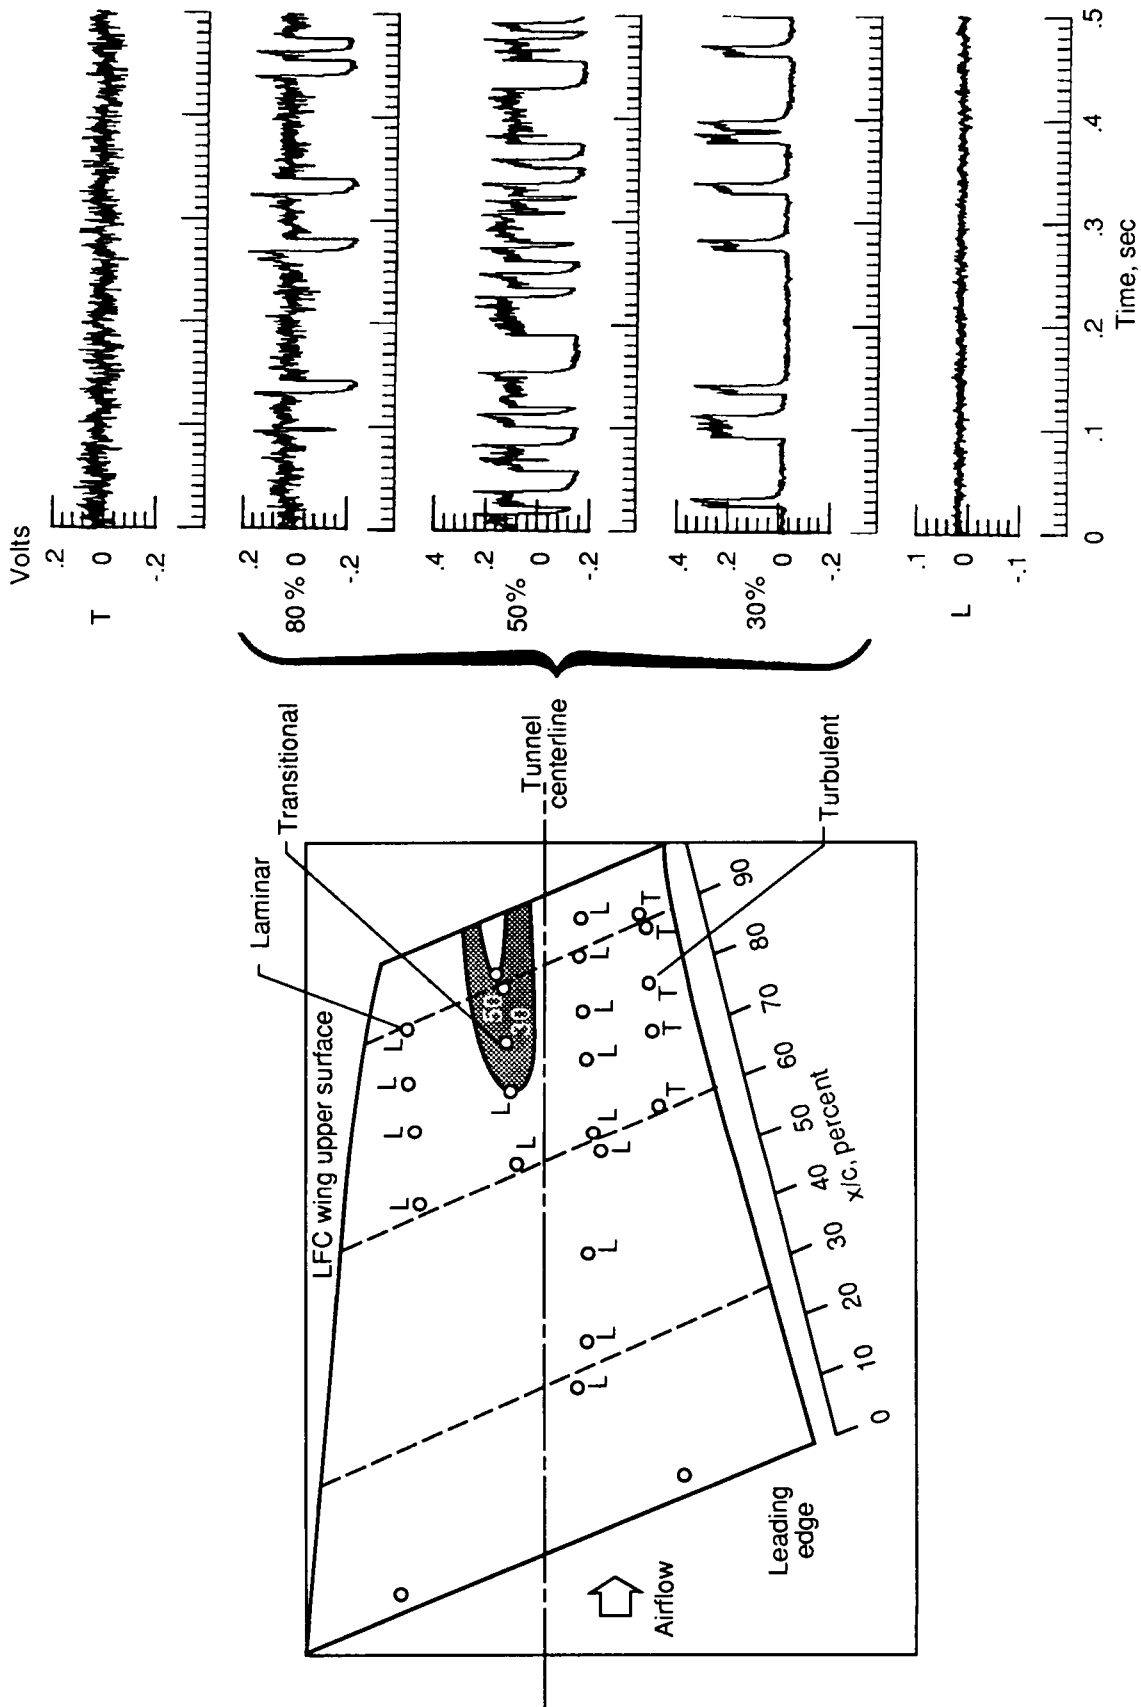 LFC wing upper surface
Laminar
Transitional
Tunnel
centerline
Turbulent
L
L
L
L
L
L
50
30
L
L
L
L
L
L
L
L
L
T
T
T
T
T
Airflow
Leading
edge
0
10
20
30
40
50
60
70
80
90
x/c, percent
Volts
T
.2
0
-.2
80%
.2
0
-.2
50%
.4
.2
0
-.2
30%
.4
.2
0
-.2
L
.1
0
-.1
0
.1
.2
.3
.4
.5
Time, sec